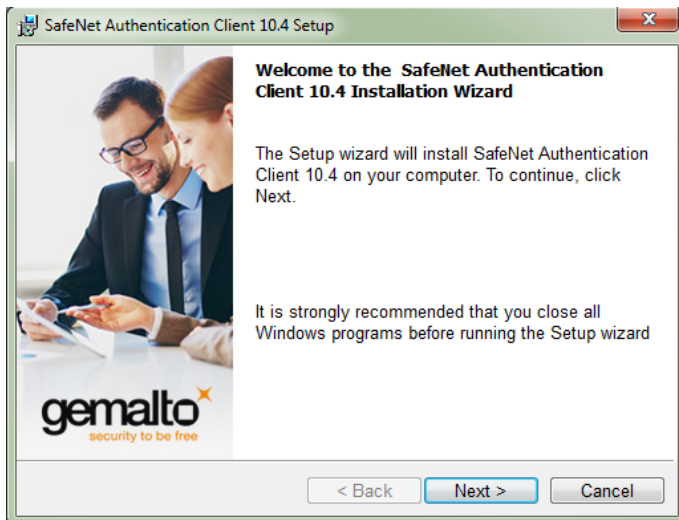 SafeNet Authentication Client 10.4 Setup
Welcome to the SafeNet Authentication
Client 10.4 Installation Wizard
The Setup wizard will install SafeNet Authentication
Client 10.4 on your computer. To continue, click
Next.
It is strongly recommended that you close all
Windows programs before running the Setup wizard
gemalto
security to be free
< Back
Next >
Cancel